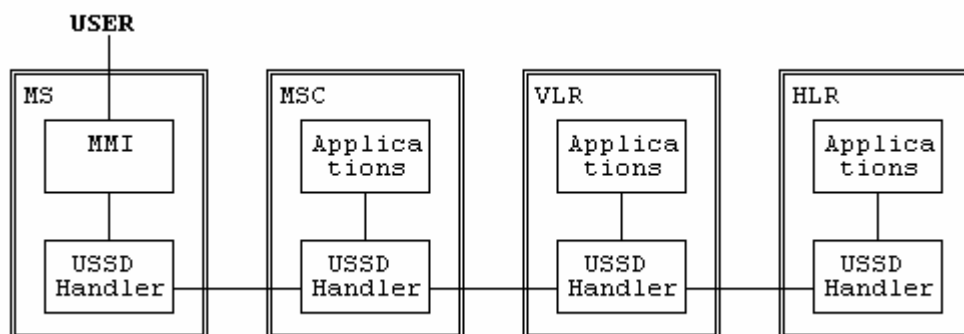 USER
MS
MSC
VLR
HLR
MMI
Applica
tions
Applica
tions
Applica
tions
USSD
Handler
USSD
Handler
USSD
Handler
USSD
Handler